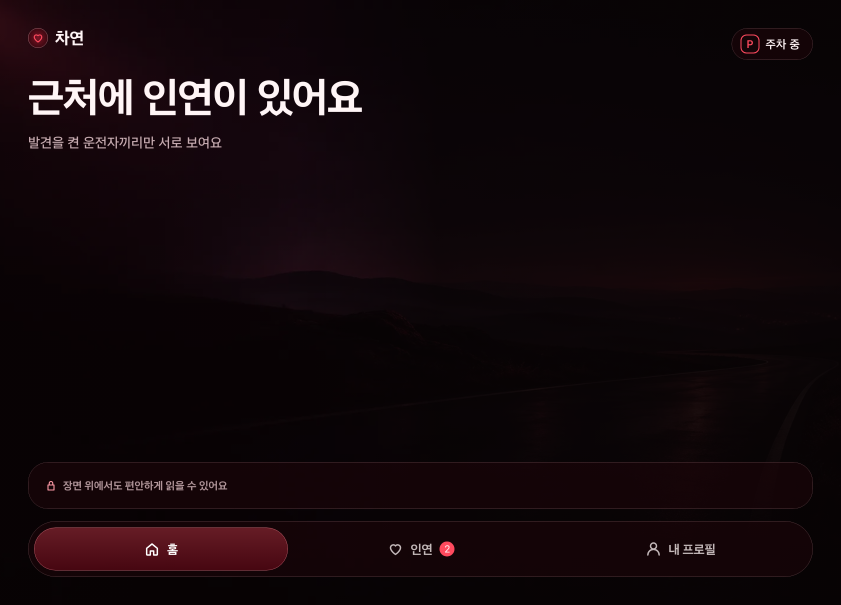 차연
P 주차 중
근처에 인연이 있어요
발견을 켠 운전자끼리만 서로 보여요
장면 위에서도 편안하게 읽을 수 있어요
홈
인연 2
내 프로필